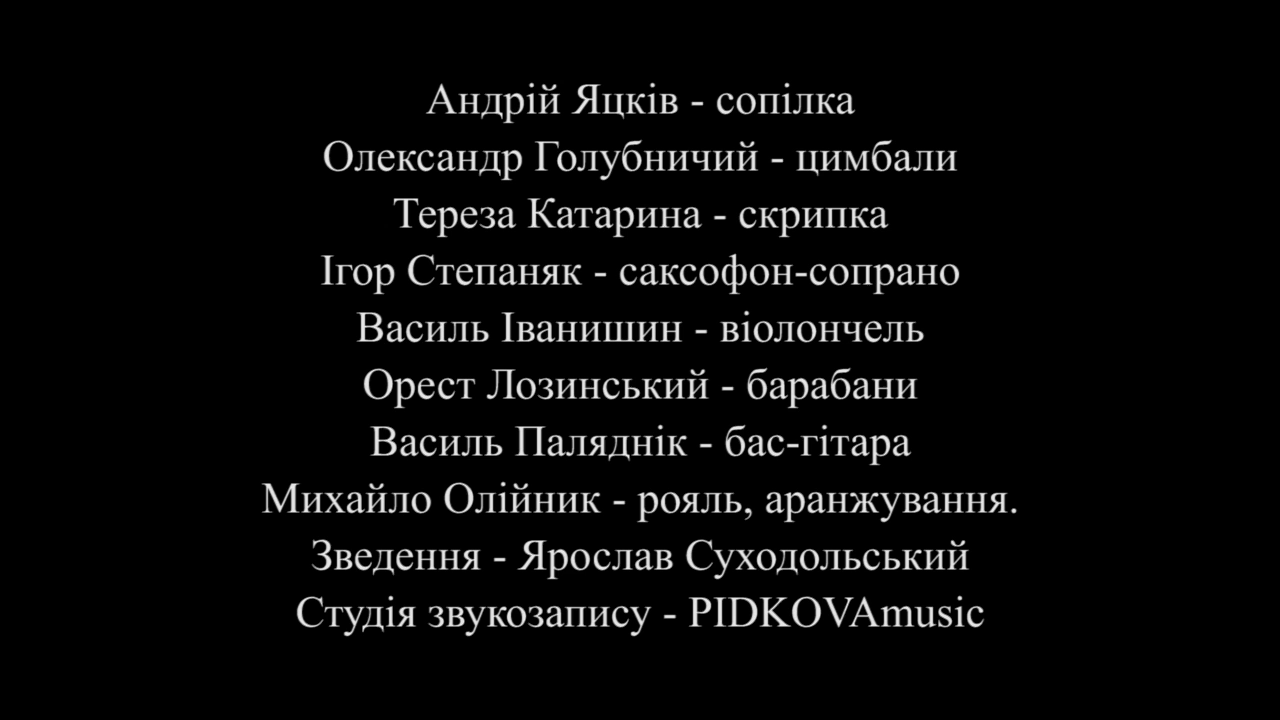 Андрій Яцків - сопілка
Олександр Голубничий - цимбали
Тереза Катарина - скрипка
Ігор Степаняк - саксофон-сопрано
Василь Іванишин - віолончель
Орест Лозинський - барабани
Василь Паляднік - бас-гітара
Михайло Олійник - рояль, аранжування.
Зведення - Ярослав Суходольський
Студія звукозапису - PIDKOVAmusic